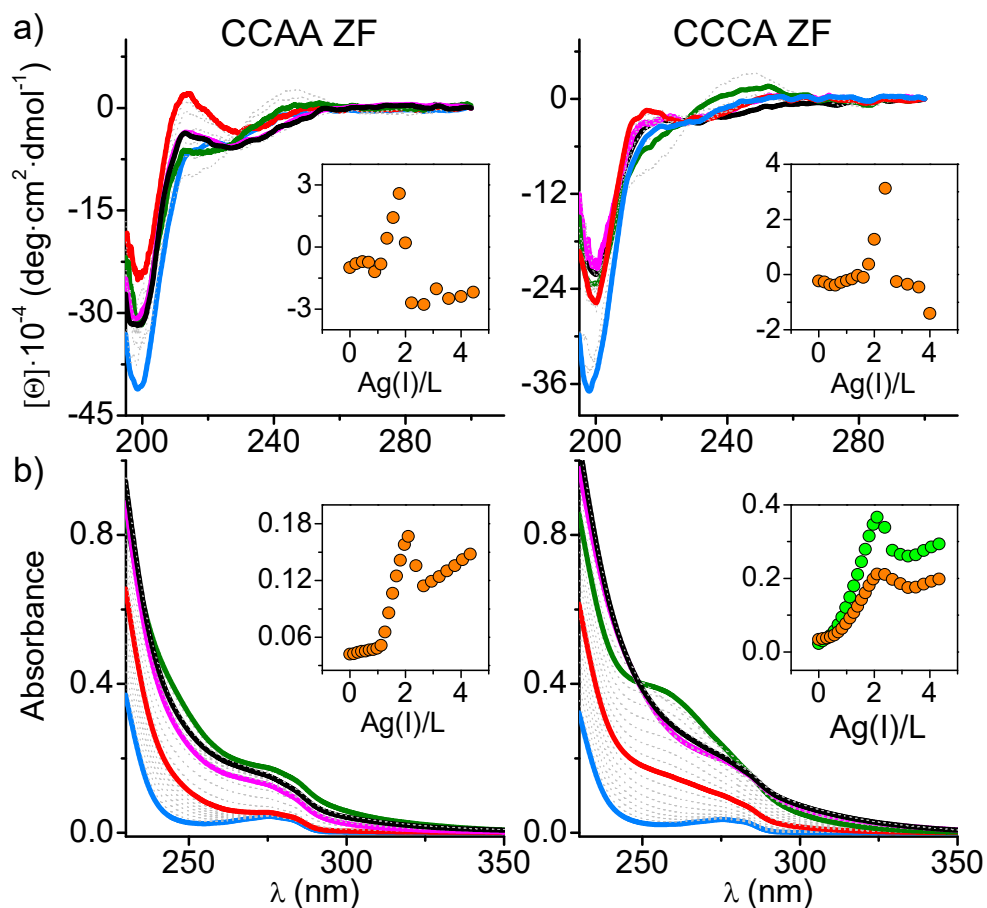 a)
CCAA ZF
CCCA ZF
[Θ]·10⁻⁴ (deg·cm²·dmol⁻¹)
0
-15
-30
-45
200 240 280
3
0
-3
0 2 4
Ag(I)/L
0
-12
-24
-36
200 240 280
4
2
0
-2
0 2 4
Ag(I)/L
b)
Absorbance
0.8
0.4
0.0
250 300 350
λ (nm)
0.18
0.12
0.06
0 2 4
Ag(I)/L
0.8
0.4
0.0
250 300 350
λ (nm)
0.4
0.2
0.0
0 2 4
Ag(I)/L